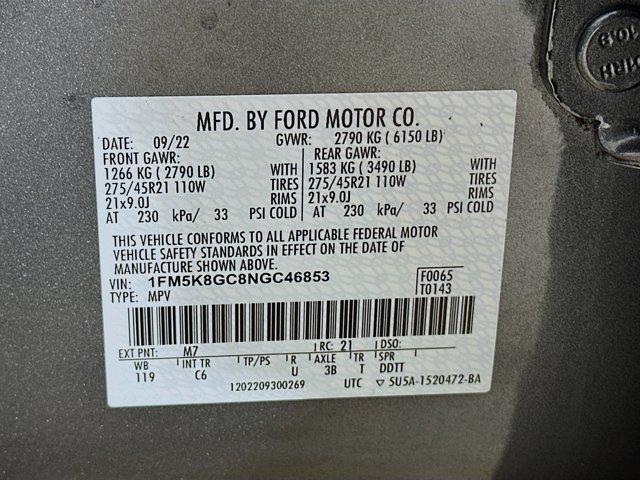 MFD. BY FORD MOTOR CO.
DATE: 09/22 GVWR: 2790 KG ( 6150 LB)
FRONT GAWR: REAR GAWR:
1266 KG ( 2790 LB) WITH 1583 KG ( 3490 LB) WITH
275/45R21 110W TIRES 275/45R21 110W TIRES
21x9.0J RIMS 21x9.0J RIMS
AT 230 kPa/ 33 PSI COLD AT 230 kPa/ 33 PSI COLD
THIS VEHICLE CONFORMS TO ALL APPLICABLE FEDERAL MOTOR
VEHICLE SAFETY STANDARDS IN EFFECT ON THE DATE OF
MANUFACTURE SHOWN ABOVE.
VIN: 1FM5K8GC8NGC46853 F0065
TYPE: MPV T0143
EXT PNT: M7 RC: 21 DSO:
WB INT TR TP/PS R AXLE TR SPR
119 C6 U 3B T DDTT
1202209300269 UTC ▽ 5U5A-1520472-BA
10.9